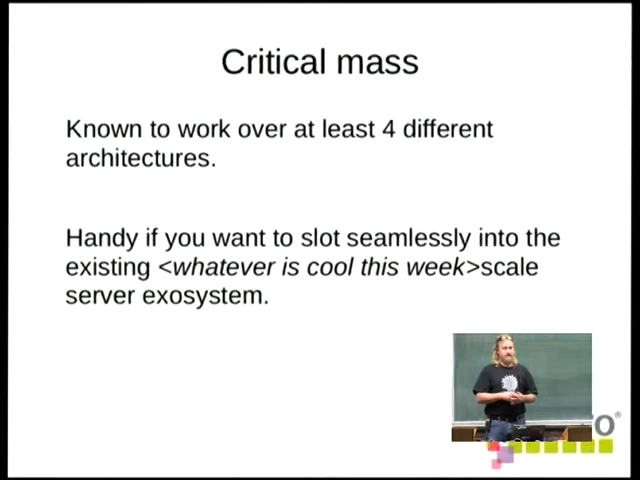 Critical mass
Known to work over at least 4 different
architectures.
Handy if you want to slot seamlessly into the
existing <whatever is cool this week>scale
server exosystem.